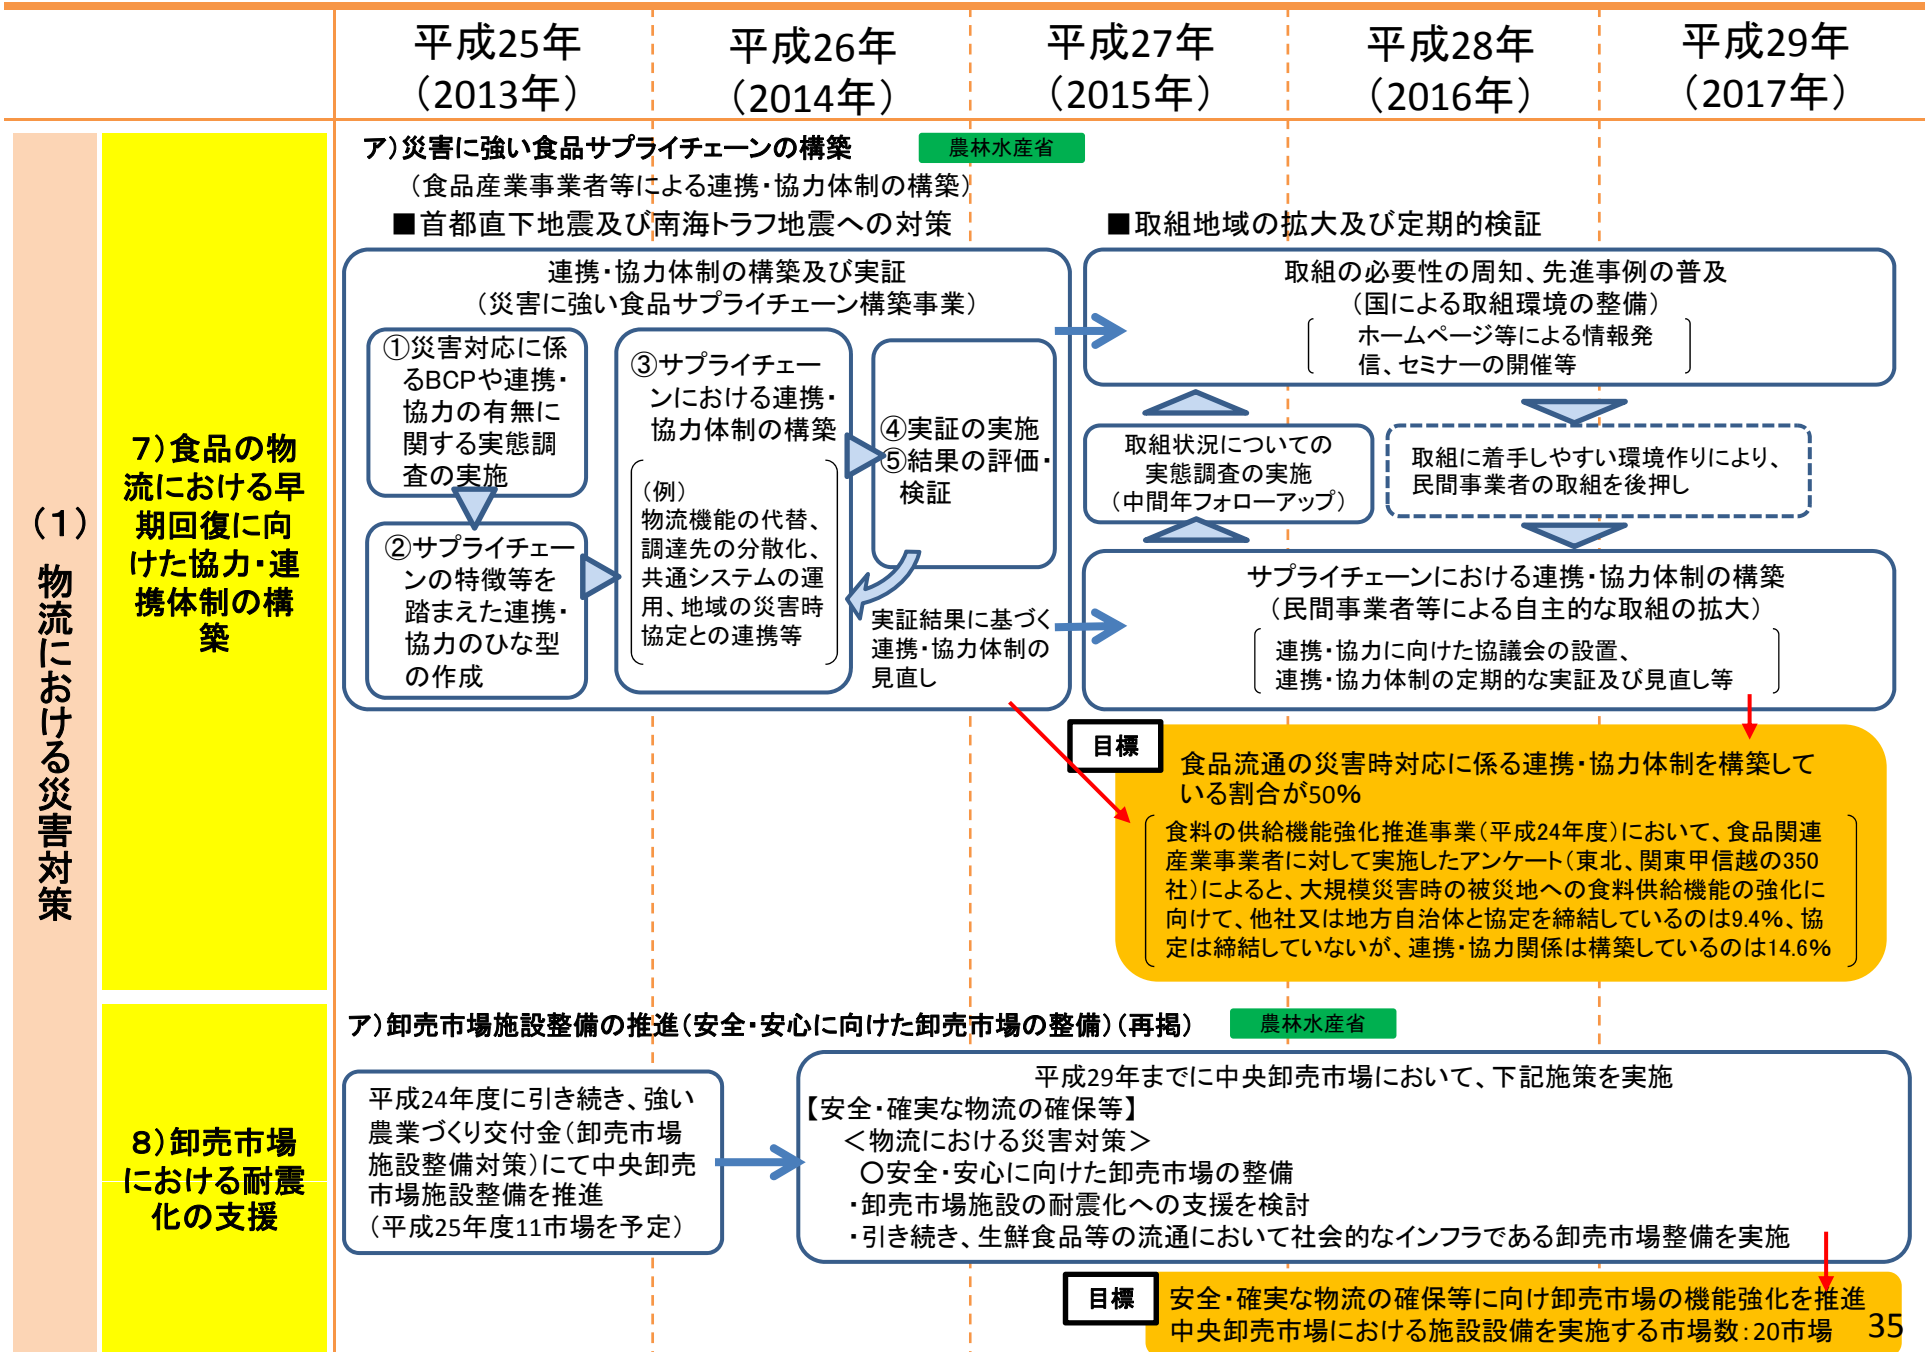 平成25年
（2013年）
平成26年
（2014年）
平成27年
（2015年）
平成28年
（2016年）
平成29年
（2017年）
（1）物流における災害対策
7）食品の物
流における早
期回復に向
けた協力・連
携体制の構
築
ア）災害に強い食品サプライチェーンの構築
農林水産省
（食品産業事業者等による連携・協力体制の構築）
■首都直下地震及び南海トラフ地震への対策
■取組地域の拡大及び定期的検証
連携・協力体制の構築及び実証
（災害に強い食品サプライチェーン構築事業）
①災害対応に係
るBCPや連携・
協力の有無に
関する実態調
査の実施
②サプライチェー
ンの特徴等を
踏まえた連携・
協力のひな型
の作成
③サプライチェー
ンにおける連携・
協力体制の構築
（例）
物流機能の代替、
調達先の分散化、
共通システムの運
用、地域の災害時
協定との連携等
④実証の実施
⑤結果の評価・
検証
実証結果に基づく
連携・協力体制の
見直し
取組の必要性の周知、先進事例の普及
（国による取組環境の整備）
ホームページ等による情報発
信、セミナーの開催等
取組状況についての
実態調査の実施
（中間年フォローアップ）
取組に着手しやすい環境作りにより、
民間事業者の取組を後押し
サプライチェーンにおける連携・協力体制の構築
（民間事業者等による自主的な取組の拡大）
連携・協力に向けた協議会の設置、
連携・協力体制の定期的な実証及び見直し等
目標
食品流通の災害時対応に係る連携・協力体制を構築して
いる割合が50%
食料の供給機能強化推進事業（平成24年度）において、食品関連
産業事業者に対して実施したアンケート（東北、関東甲信越の350
社）によると、大規模災害時の被災地への食料供給機能の強化に
向けて、他社又は地方自治体と協定を締結しているのは9.4%、協
定は締結していないが、連携・協力関係は構築しているのは14.6%
8）卸売市場
における耐震
化の支援
ア）卸売市場施設整備の推進（安全・安心に向けた卸売市場の整備）（再掲）
農林水産省
平成24年度に引き続き、強い
農業づくり交付金（卸売市場
施設整備対策）にて中央卸売
市場施設整備を推進
（平成25年度11市場を予定）
平成29年までに中央卸売市場において、下記施策を実施
【安全・確実な物流の確保等】
＜物流における災害対策＞
○安全・安心に向けた卸売市場の整備
・卸売市場施設の耐震化への支援を検討
・引き続き、生鮮食品等の流通において社会的なインフラである卸売市場整備を実施
目標
安全・確実な物流の確保等に向け卸売市場の機能強化を推進
中央卸売市場における施設設備を実施する市場数：20市場
35